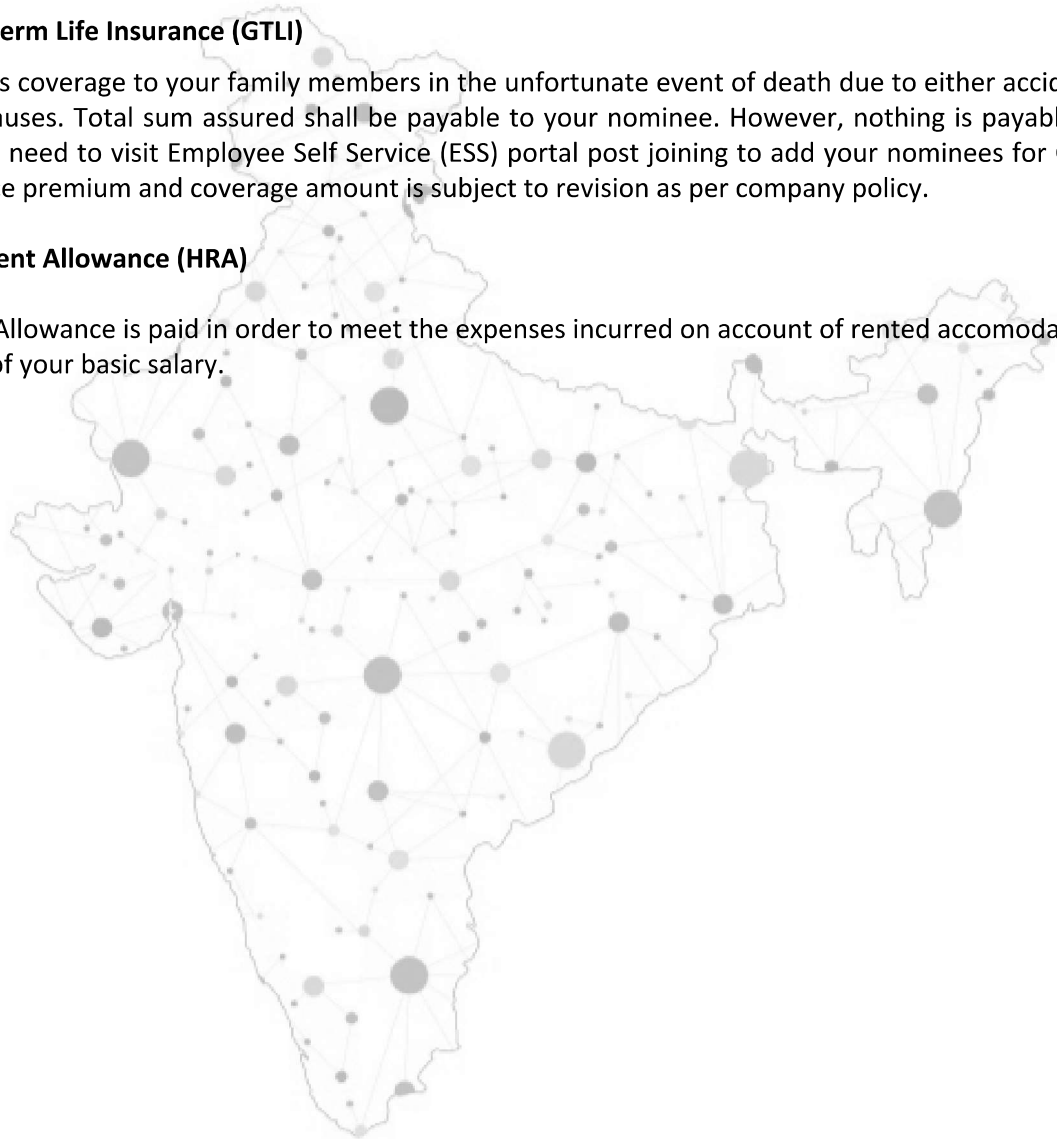 erm Life Insurance (GTLI)
s coverage to your family members in the unfortunate event of death due to either accid
auses. Total sum assured shall be payable to your nominee. However, nothing is payabl
need to visit Employee Self Service (ESS) portal post joining to add your nominees for
e premium and coverage amount is subject to revision as per company policy.
ent Allowance (HRA)
Allowance is paid in order to meet the expenses incurred on account of rented accomoda
of your basic salary.